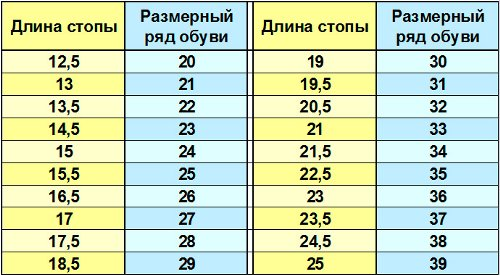 Длина стопы Размерный ряд обуви Длина стопы Размерный ряд обуви
12,5 20 19 30
13 21 19,5 31
13,5 22 20,5 32
14,5 23 21 33
15 24 21,5 34
15,5 25 22,5 35
16,5 26 23 36
17 27 23,5 37
17,5 28 24,5 38
18,5 29 25 39